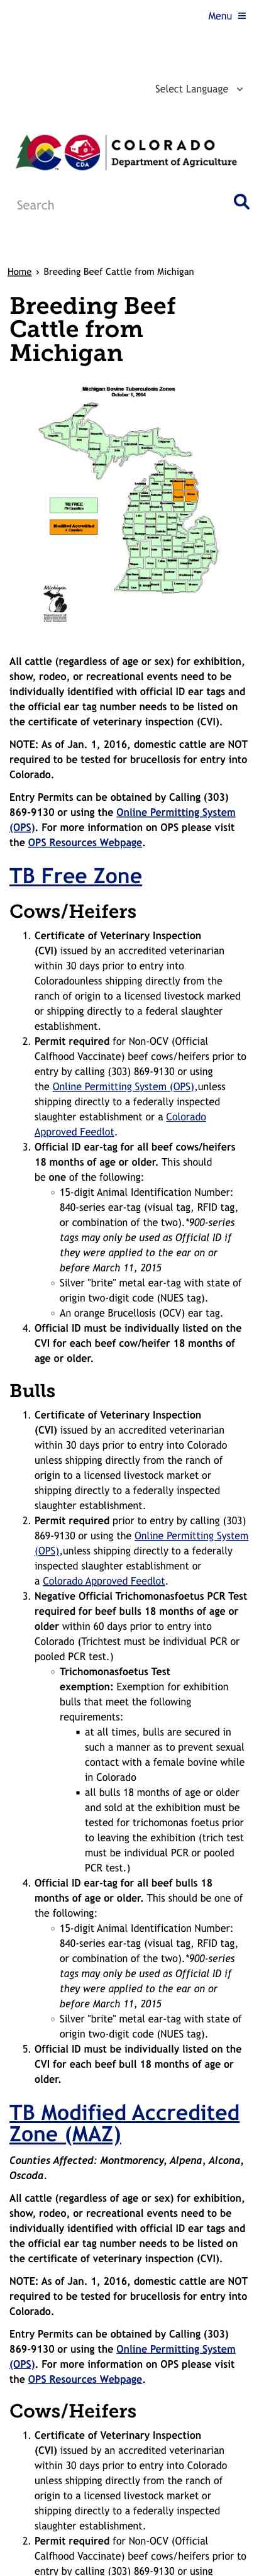 Menu
Select Language
COLORADO
Department of Agriculture
CDA
Search
Home › Breeding Beef Cattle from Michigan
Breeding Beef
Cattle from
Michigan
Michigan Bovine Tuberculosis Zones
October 1, 2014
TB FREE
Modified Accredited
Michigan
All cattle (regardless of age or sex) for exhibition,
show, rodeo, or recreational events need to be
individually identified with official ID ear tags and
the official ear tag number needs to be listed on
the certificate of veterinary inspection (CVI).
NOTE: As of Jan. 1, 2016, domestic cattle are NOT
required to be tested for brucellosis for entry into
Colorado.
Entry Permits can be obtained by Calling (303)
869-9130 or using the Online Permitting System
(OPS). For more information on OPS please visit
the OPS Resources Webpage.
TB Free Zone
Cows/Heifers
1. Certificate of Veterinary Inspection
(CVI) issued by an accredited veterinarian
within 30 days prior to entry into
Coloradounless shipping directly from the
ranch of origin to a licensed livestock marked
or shipping directly to a federal slaughter
establishment.
2. Permit required for Non-OCV (Official
Calfhood Vaccinate) beef cows/heifers prior to
entry by calling (303) 869-9130 or using
the Online Permitting System (OPS),unless
shipping directly to a federally inspected
slaughter establishment or a Colorado
Approved Feedlot.
3. Official ID ear-tag for all beef cows/heifers
18 months of age or older. This should
be one of the following:
◦ 15-digit Animal Identification Number:
840-series ear-tag (visual tag, RFID tag,
or combination of the two).*900-series
tags may only be used as Official ID if
they were applied to the ear on or
before March 11, 2015
◦ Silver "brite" metal ear-tag with state of
origin two-digit code (NUES tag).
◦ An orange Brucellosis (OCV) ear tag.
4. Official ID must be individually listed on the
CVI for each beef cow/heifer 18 months of
age or older.
Bulls
1. Certificate of Veterinary Inspection
(CVI) issued by an accredited veterinarian
within 30 days prior to entry into Colorado
unless shipping directly from the ranch of
origin to a licensed livestock market or
shipping directly to a federally inspected
slaughter establishment.
2. Permit required prior to entry by calling (303)
869-9130 or using the Online Permitting System
(OPS),unless shipping directly to a federally
inspected slaughter establishment or
a Colorado Approved Feedlot.
3. Negative Official Trichomonasfoetus PCR Test
required for beef bulls 18 months of age or
older within 60 days prior to entry into
Colorado (Trichtest must be individual PCR or
pooled PCR test.)
◦ Trichomonasfoetus Test
exemption: Exemption for exhibition
bulls that meet the following
requirements:
▪ at all times, bulls are secured in
such a manner as to prevent sexual
contact with a female bovine while
in Colorado
▪ all bulls 18 months of age or older
and sold at the exhibition must be
tested for trichomonas foetus prior
to leaving the exhibition (trich test
must be individual PCR or pooled
PCR test.)
4. Official ID ear-tag for all beef bulls 18
months of age or older. This should be one of
the following:
◦ 15-digit Animal Identification Number:
840-series ear-tag (visual tag, RFID tag,
or combination of the two).*900-series
tags may only be used as Official ID if
they were applied to the ear on or
before March 11, 2015
◦ Silver "brite" metal ear-tag with state of
origin two-digit code (NUES tag).
5. Official ID must be individually listed on the
CVI for each beef bull 18 months of age or
older.
TB Modified Accredited
Zone (MAZ)
Counties Affected: Montmorency, Alpena, Alcona,
Oscoda.
All cattle (regardless of age or sex) for exhibition,
show, rodeo, or recreational events need to be
individually identified with official ID ear tags and
the official ear tag number needs to be listed on
the certificate of veterinary inspection (CVI).
NOTE: As of Jan. 1, 2016, domestic cattle are NOT
required to be tested for brucellosis for entry into
Colorado.
Entry Permits can be obtained by Calling (303)
869-9130 or using the Online Permitting System
(OPS). For more information on OPS please visit
the OPS Resources Webpage.
Cows/Heifers
1. Certificate of Veterinary Inspection
(CVI) issued by an accredited veterinarian
within 30 days prior to entry into Colorado
unless shipping directly from the ranch of
origin to a licensed livestock market or
shipping directly to a federally inspected
slaughter establishment.
2. Permit required for Non-OCV (Official
Calfhood Vaccinate) beef cows/heifers prior to
entry by calling (303) 869-9130 or using